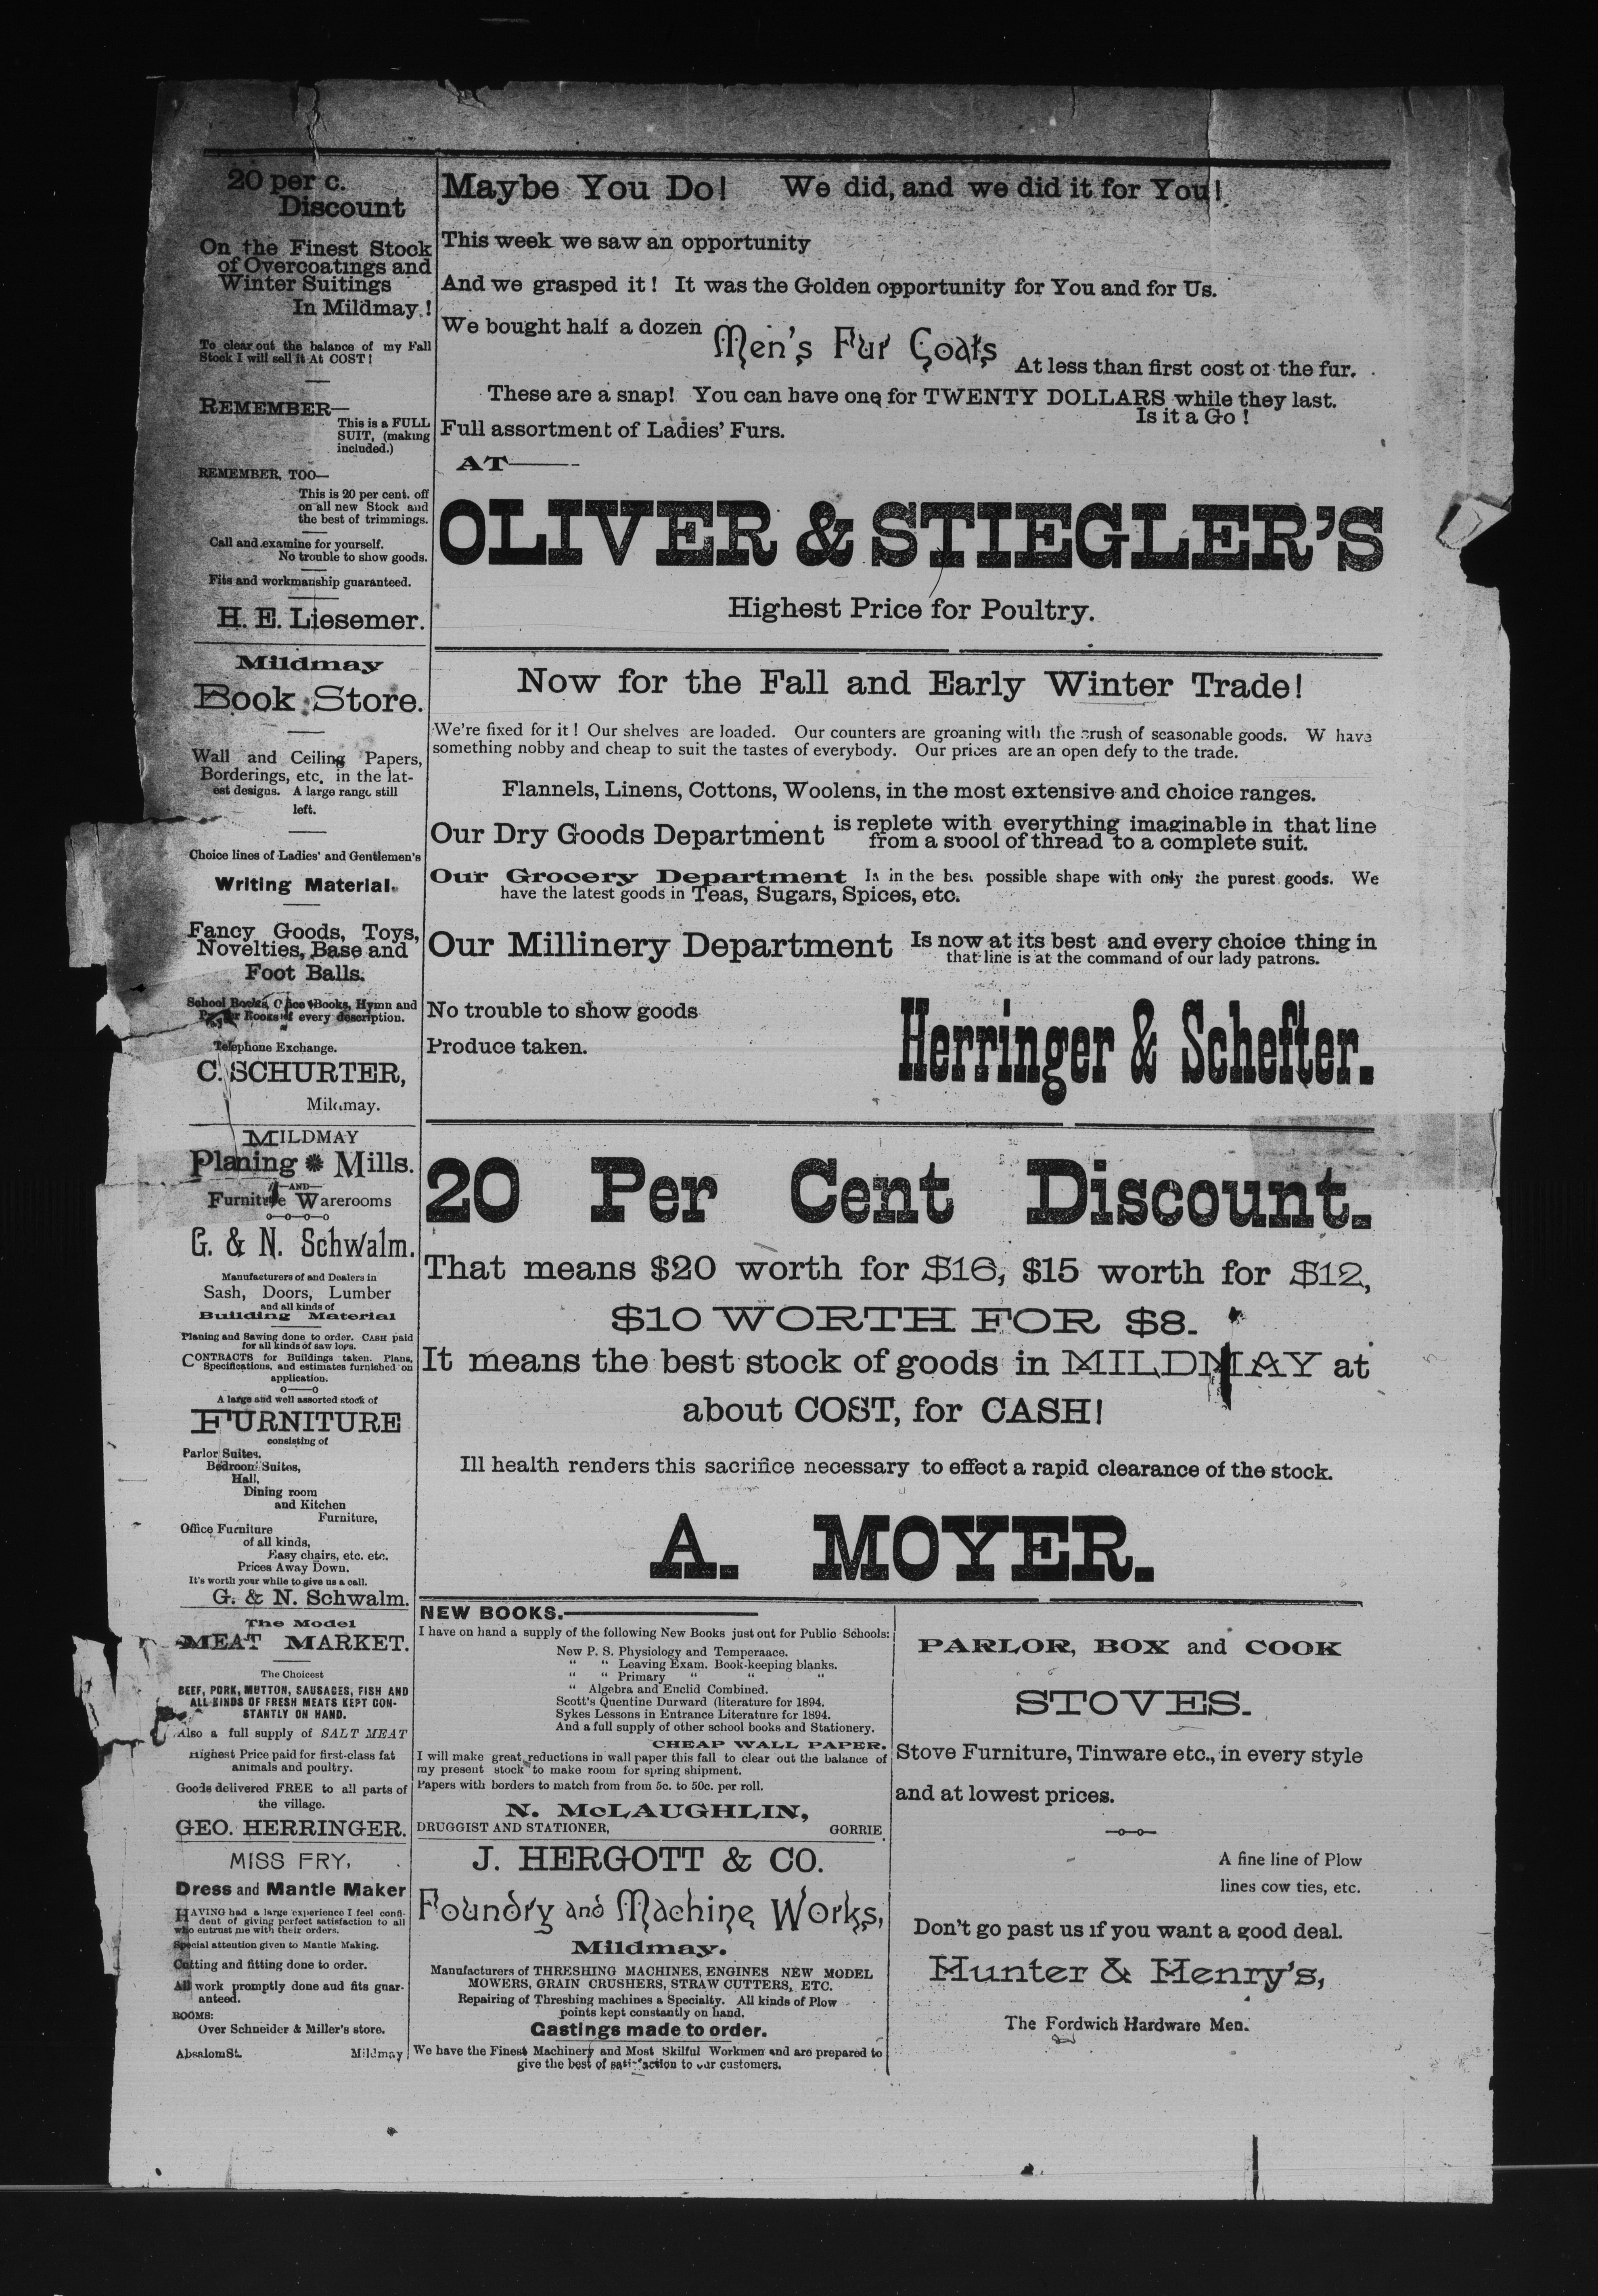 20 per c.
Discount
On the Finest Stock
of Overcoatings and
Winter Suitings
In Mildmay!
To clear out the balance of my Fall
Stock I will sell it At COST!
REMEMBER—
This is a FULL
SUIT, (making
included.)
REMEMBER, TOO—
This is 20 per cent. off
on all new Stock and
the best of trimmings.
Call and examine for yourself.
No trouble to show goods.
Fits and workmanship guaranteed.
H. E. Liesemer.
Mildmay
Book Store.
Wall and Ceiling Papers,
Borderings, etc. in the lat-
est designs. A large range still
left.
Choice lines of Ladies' and Gentlemen's
Writing Material.
Fancy Goods, Toys,
Novelties, Base and
Foot Balls.
School Books, Books, Hymn and
Books of every description.
Telephone Exchange.
C. SCHURTER,
Mildmay.
MILDMAY
Planing Mills.
—AND—
Furniture Warerooms
o—o—o—o
G. & N. Schwalm.
Manufacturers of and Dealers in
Sash, Doors, Lumber
and all kinds of
Building Material
Planing and Sawing done to order. CASH paid
for all kinds of saw logs.
CONTRACTS for Buildings taken. Plans,
Specifications, and estimates furnished on
application.
o——o
A large and well assorted stock of
FURNITURE
consisting of
Parlor Suites,
Bedroom Suites,
Hall,
Dining room
and Kitchen
Furniture,
Office Furniture
of all kinds,
Easy chairs, etc. etc.
Prices Away Down.
It's worth your while to give us a call.
G. & N. Schwalm.
The Model
MEAT MARKET.
The Choicest
BEEF, PORK, MUTTON, SAUSAGES, FISH AND
ALL KINDS OF FRESH MEATS KEPT CON-
STANTLY ON HAND.
Also a full supply of SALT MEAT
Highest Price paid for first-class fat
animals and poultry.
Goods delivered FREE to all parts of
the village.
GEO. HERRINGER.
MISS FRY,
Dress and Mantle Maker
HAVING had a large experience I feel confi-
dent of giving perfect satisfaction to all
who entrust me with their orders.
Special attention given to Mantle Making.
Cutting and fitting done to order.
All work promptly done aud fits guar-
anteed.
ROOMS:
Over Schneider & Miller's store.
Absalom St. Mildmay
Maybe You Do! We did, and we did it for You!
This week we saw an opportunity
And we grasped it! It was the Golden opportunity for You and for Us.
We bought half a dozen Men's Fur Coats At less than first cost of the fur.
These are a snap! You can have one for TWENTY DOLLARS while they last.
Is it a Go!
Full assortment of Ladies' Furs.
AT——-
OLIVER & STIEGLER'S
Highest Price for Poultry.
Now for the Fall and Early Winter Trade!
We're fixed for it! Our shelves are loaded. Our counters are groaning with the crush of seasonable goods. W have
something nobby and cheap to suit the tastes of everybody. Our prices are an open defy to the trade.
Flannels, Linens, Cottons, Woolens, in the most extensive and choice ranges.
Our Dry Goods Department is replete with everything imaginable in that line
from a spool of thread to a complete suit.
Our Grocery Department Is in the best possible shape with only the purest goods. We
have the latest goods in Teas, Sugars, Spices, etc.
Our Millinery Department Is now at its best and every choice thing in
that line is at the command of our lady patrons.
No trouble to show goods
Produce taken.
Herringer & Schefter.
20 Per Cent Discount.
That means $20 worth for $16, $15 worth for $12,
$10 WORTH FOR $8.
It means the best stock of goods in MILDMAY at
about COST, for CASH!
Ill health renders this sacrifice necessary to effect a rapid clearance of the stock.
A. MOYER.
NEW BOOKS.——
I have on hand a supply of the following New Books just out for Public Schools:
New P. S. Physiology and Temperaace.
" " Leaving Exam. Book-keeping blanks.
" " Primary " " "
" Algebra and Euclid Combined.
Scott's Quentine Durward (literature for 1894.
Sykes Lessons in Entrance Literature for 1894.
And a full supply of other school books and Stationery.
CHEAP WALL PAPER.
I will make great reductions in wall paper this fall to clear out the balance of
my present stock to make room for spring shipment.
Papers with borders to match from from 5c. to 50c. per roll.
N. McLAUGHLIN,
DRUGGIST AND STATIONER, GORRIE.
J. HERGOTT & CO.
Foundry and Machine Works,
Mildmay.
Manufacturers of THRESHING MACHINES, ENGINES NEW MODEL
MOWERS, GRAIN CRUSHERS, STRAW CUTTERS, ETC.
Repairing of Threshing machines a Specialty. All kinds of Plow
points kept constantly on hand.
Castings made to order.
We have the Finest Machinery and Most Skilful Workmen and are prepared to
give the best of satisfaction to our customers.
PARLOR, BOX and COOK
STOVES.
Stove Furniture, Tinware etc., in every style
and at lowest prices.
—o—o—
A fine line of Plow
lines cow ties, etc.
Don't go past us if you want a good deal.
Hunter & Henry's,
The Fordwich Hardware Men.